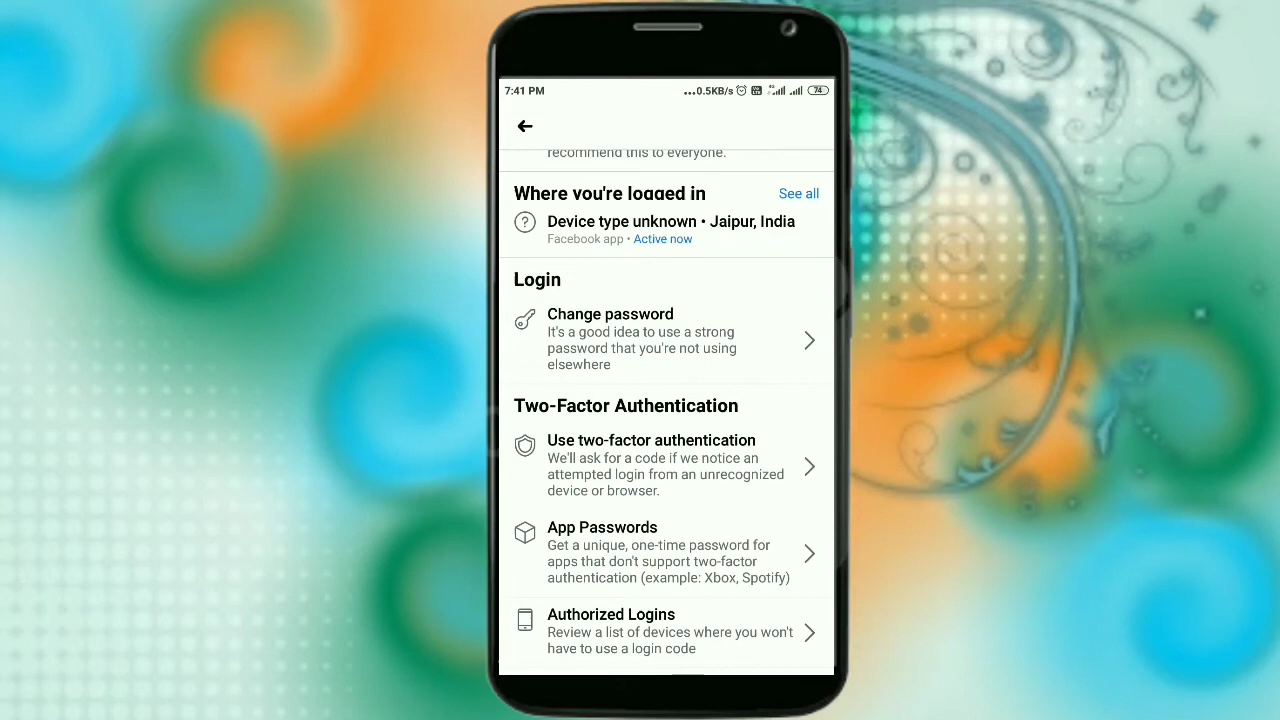 7:41 PM ...0.5KB/s 74
recommend this to everyone.
Where you're logged in See all
Device type unknown • Jaipur, India
Facebook app • Active now
Login
Change password
It's a good idea to use a strong
password that you're not using
elsewhere
Two-Factor Authentication
Use two-factor authentication
We'll ask for a code if we notice an
attempted login from an unrecognized
device or browser.
App Passwords
Get a unique, one-time password for
apps that don't support two-factor
authentication (example: Xbox, Spotify)
Authorized Logins
Review a list of devices where you won't
have to use a login code